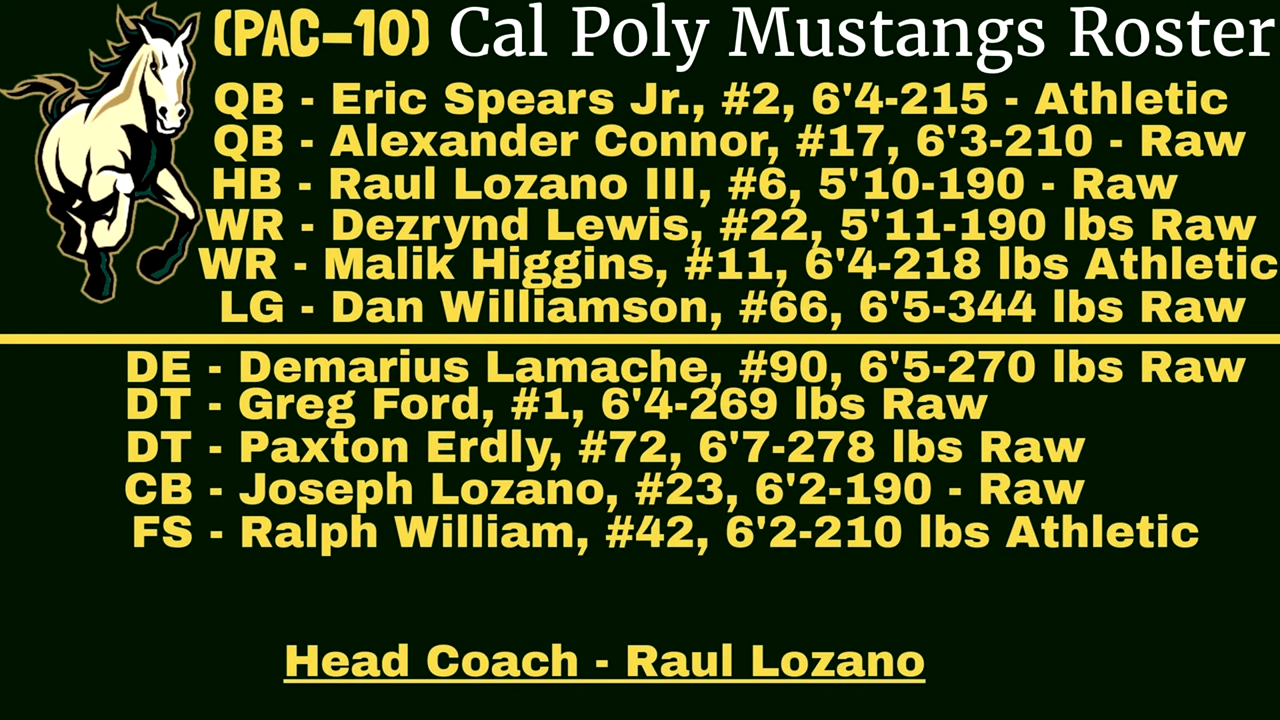 (PAC-10) Cal Poly Mustangs Roster
QB - Eric Spears Jr., #2, 6'4-215 - Athletic
QB - Alexander Connor, #17, 6'3-210 - Raw
HB - Raul Lozano III, #6, 5'10-190 - Raw
WR - Dezrynd Lewis, #22, 5'11-190 lbs Raw
WR - Malik Higgins, #11, 6'4-218 lbs Athletic
LG - Dan Williamson, #66, 6'5-344 lbs Raw
DE - Demarius Lamache, #90, 6'5-270 lbs Raw
DT - Greg Ford, #1, 6'4-269 lbs Raw
DT - Paxton Erdly, #72, 6'7-278 lbs Raw
CB - Joseph Lozano, #23, 6'2-190 - Raw
FS - Ralph William, #42, 6'2-210 lbs Athletic
Head Coach - Raul Lozano